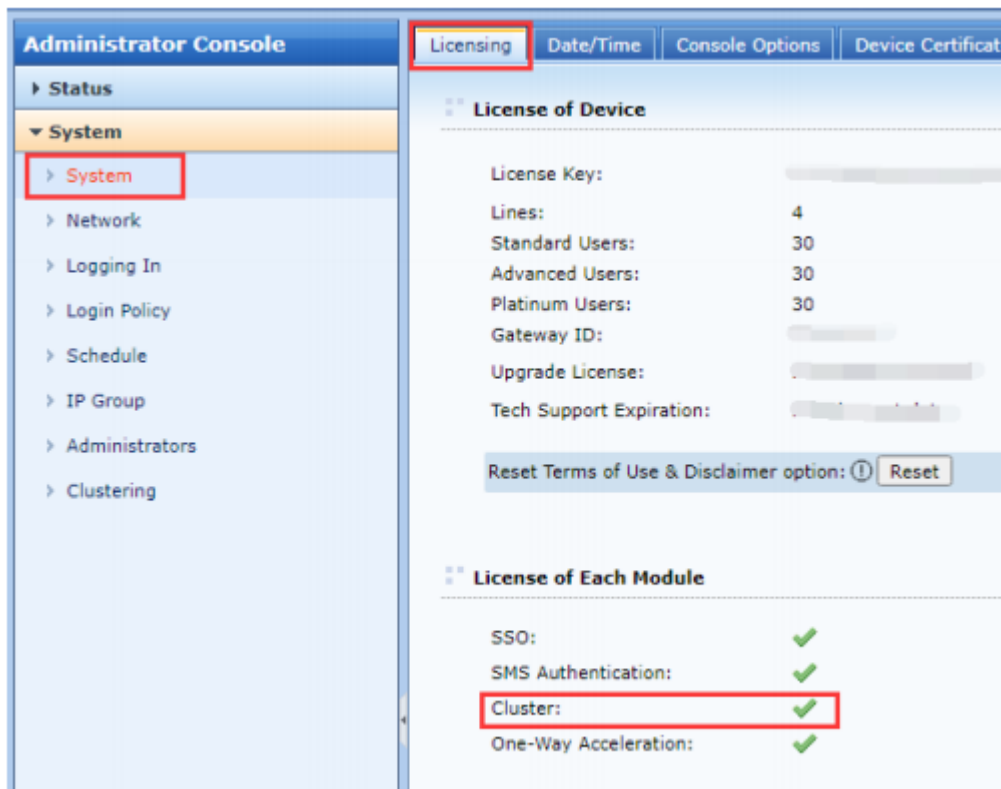 Administrator Console
Status
System
System
Network
Logging In
Login Policy
Schedule
IP Group
Administrators
Clustering
Licensing Date/Time Console Options Device Certificat
License of Device
License Key:
Lines: 4
Standard Users: 30
Advanced Users: 30
Platinum Users: 30
Gateway ID:
Upgrade License:
Tech Support Expiration:
Reset Terms of Use & Disclaimer option: Reset
License of Each Module
SSO:
SMS Authentication:
Cluster:
One-Way Acceleration: